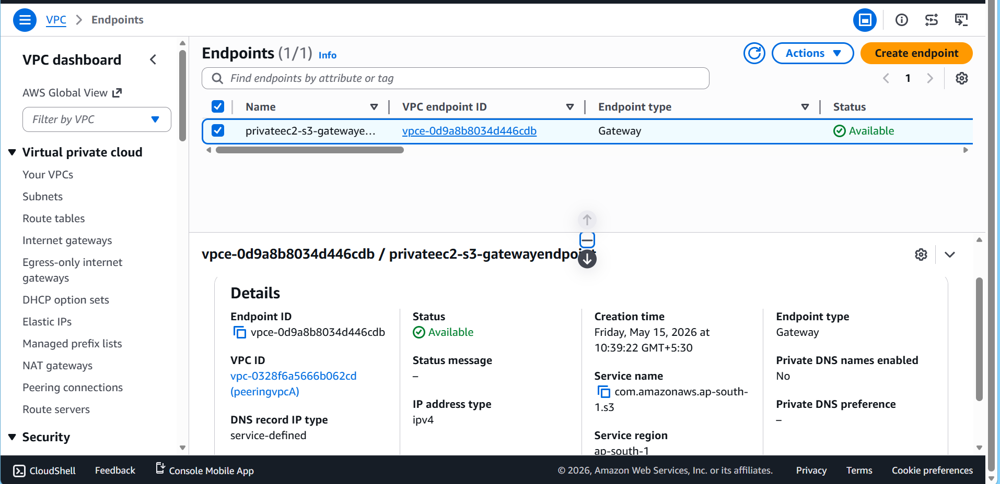 VPC > Endpoints
VPC dashboard
AWS Global View
Filter by VPC
Virtual private cloud
Your VPCs
Subnets
Route tables
Internet gateways
Egress-only internet
gateways
DHCP option sets
Elastic IPs
Managed prefix lists
NAT gateways
Peering connections
Route servers
Security
Endpoints (1/1) Info
Actions
Create endpoint
Find endpoints by attribute or tag
1
Name VPC endpoint ID Endpoint type Status
privateec2-s3-gatewaye... vpce-0d9a8b8034d446cdb Gateway Available
vpce-0d9a8b8034d446cdb / privateec2-s3-gatewayendpoint
Details
Endpoint ID
vpce-0d9a8b8034d446cdb
VPC ID
vpc-0328f6a5666b062cd
(peeringvpcA)
DNS record IP type
service-defined
Status
Available
Status message
–
IP address type
ipv4
Creation time
Friday, May 15, 2026 at
10:39:22 GMT+5:30
Service name
com.amazonaws.ap-south-
1.s3
Service region
ap-south-1
Endpoint type
Gateway
Private DNS names enabled
No
Private DNS preference
–
CloudShell Feedback Console Mobile App © 2026, Amazon Web Services, Inc. or its affiliates. Privacy Terms Cookie preferences